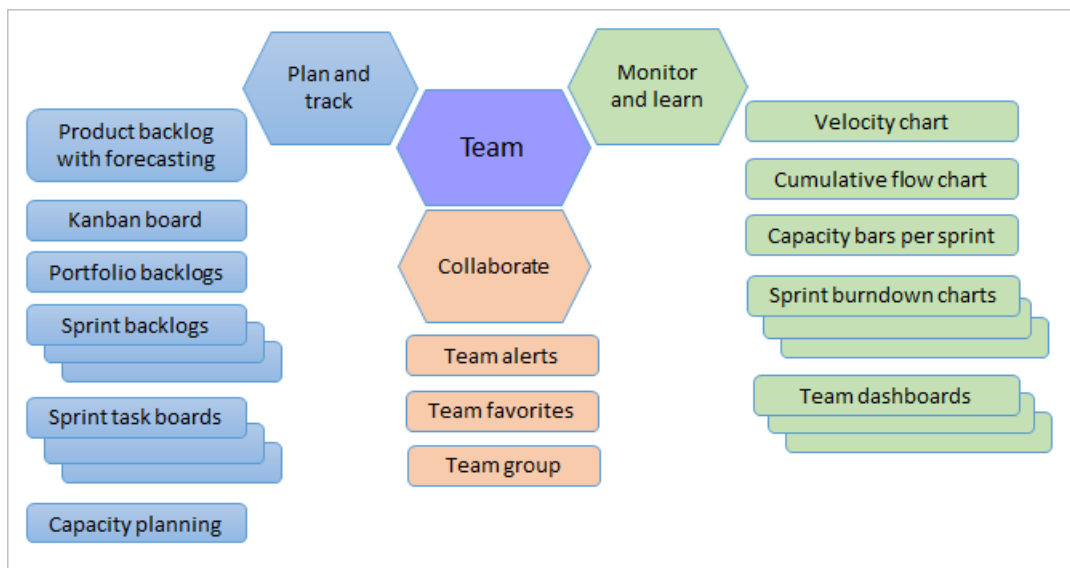 Plan and
track
Monitor
and learn
Team
Collaborate
Product backlog
with forecasting
Kanban board
Portfolio backlogs
Sprint backlogs
Sprint task boards
Capacity planning
Team alerts
Team favorites
Team group
Velocity chart
Cumulative flow chart
Capacity bars per sprint
Sprint burndown charts
Team dashboards